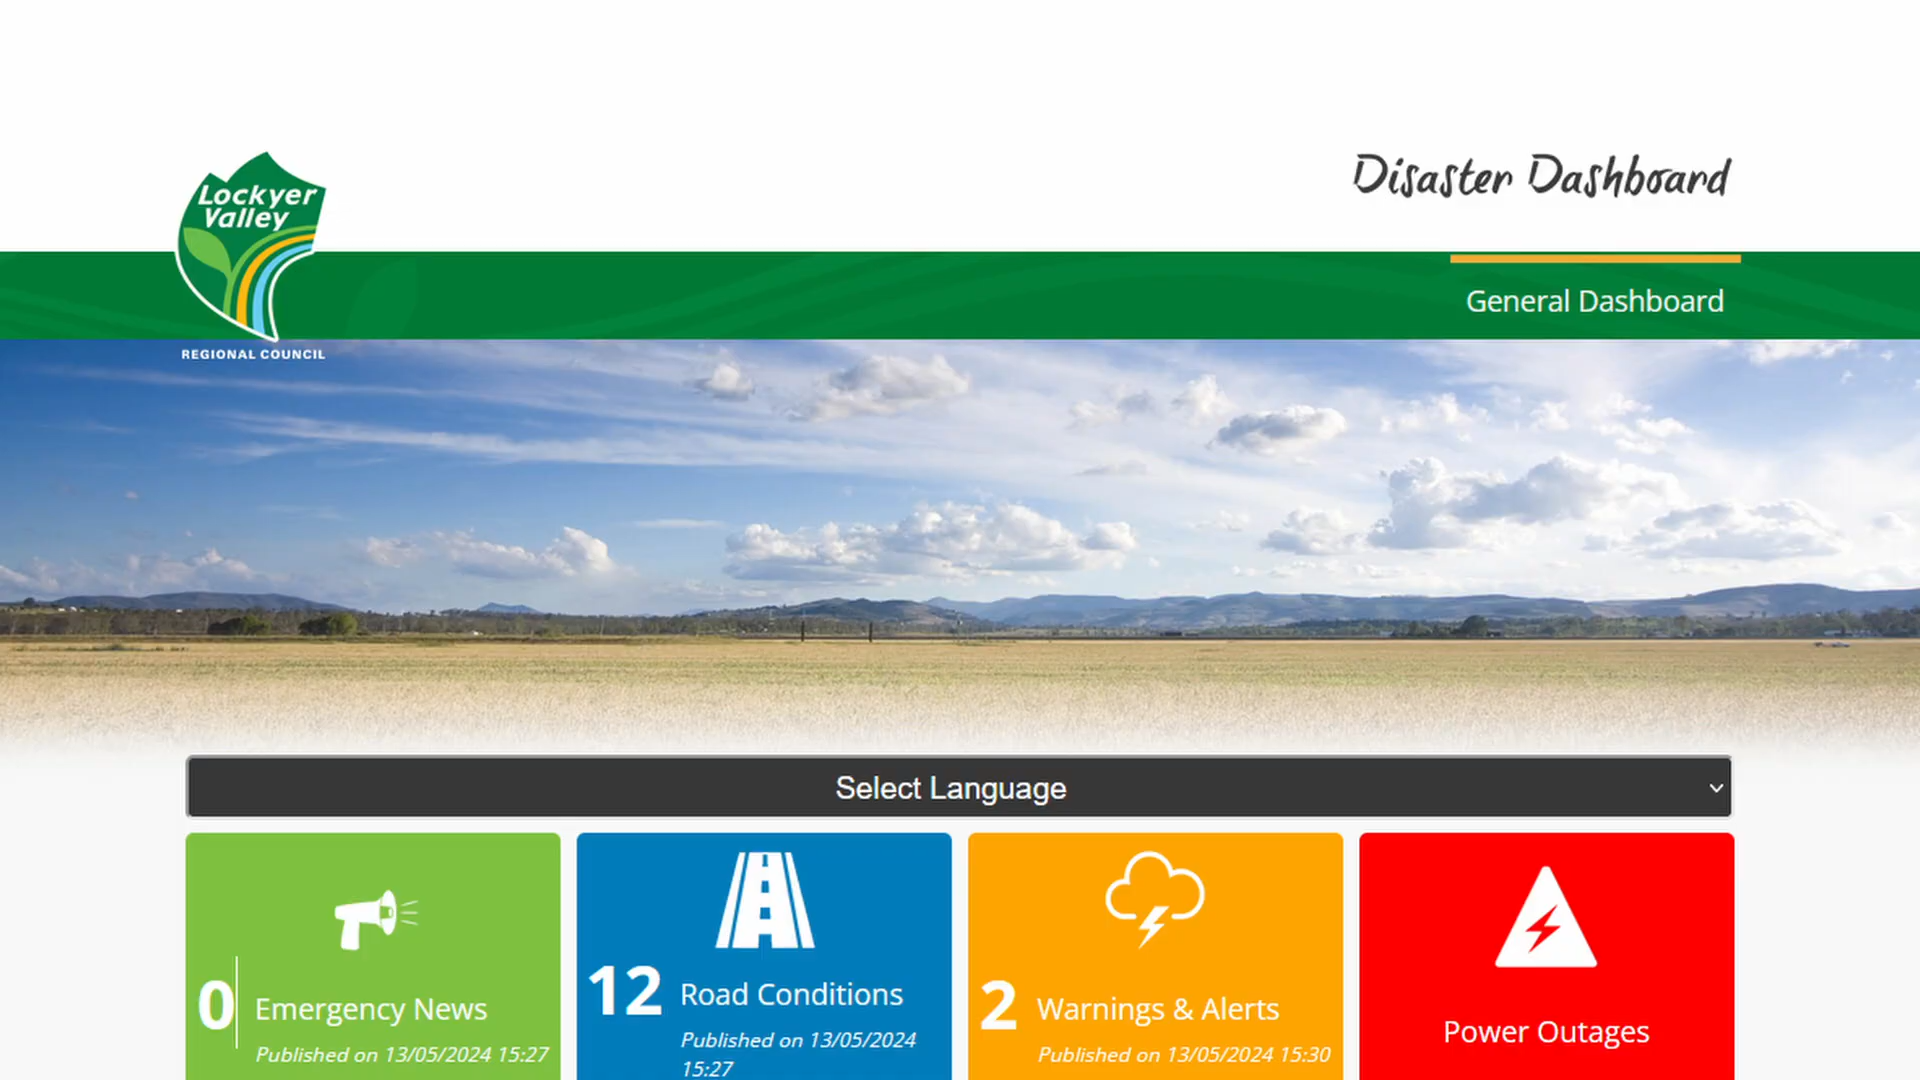 Disaster Dashboard
Lockyer
Valley
REGIONAL COUNCIL
General Dashboard
Select Language
0 Emergency News
Published on 13/05/2024 15:27
12 Road Conditions
Published on 13/05/2024
15:27
2 Warnings & Alerts
Published on 13/05/2024 15:30
Power Outages